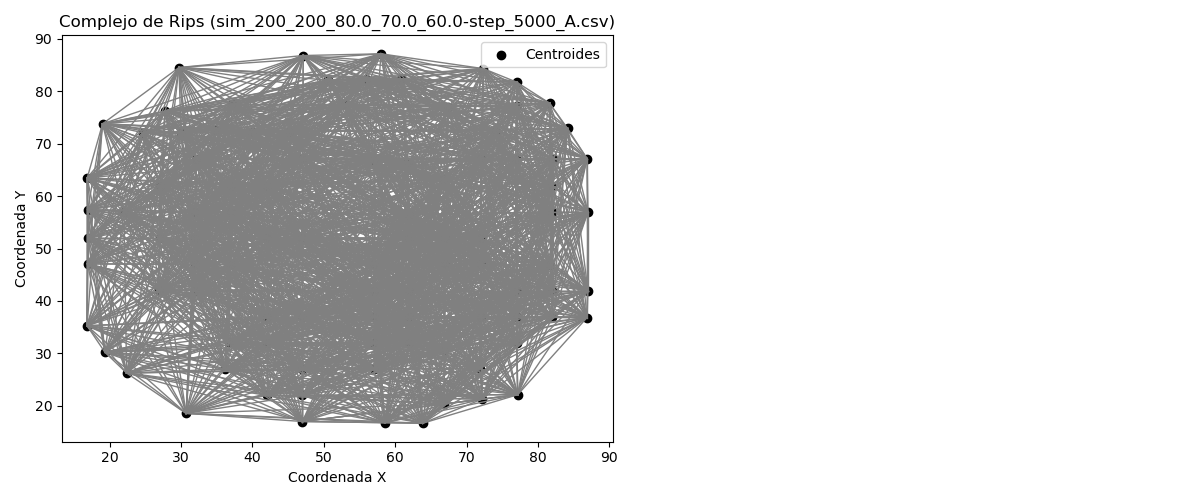 Complejo de Rips (sim_200_200_80.0_70.0_60.0-step_5000_A.csv)
Centroides
90
80
70
60
50
40
30
20
Coordenada Y
20 30 40 50 60 70 80 90
Coordenada X